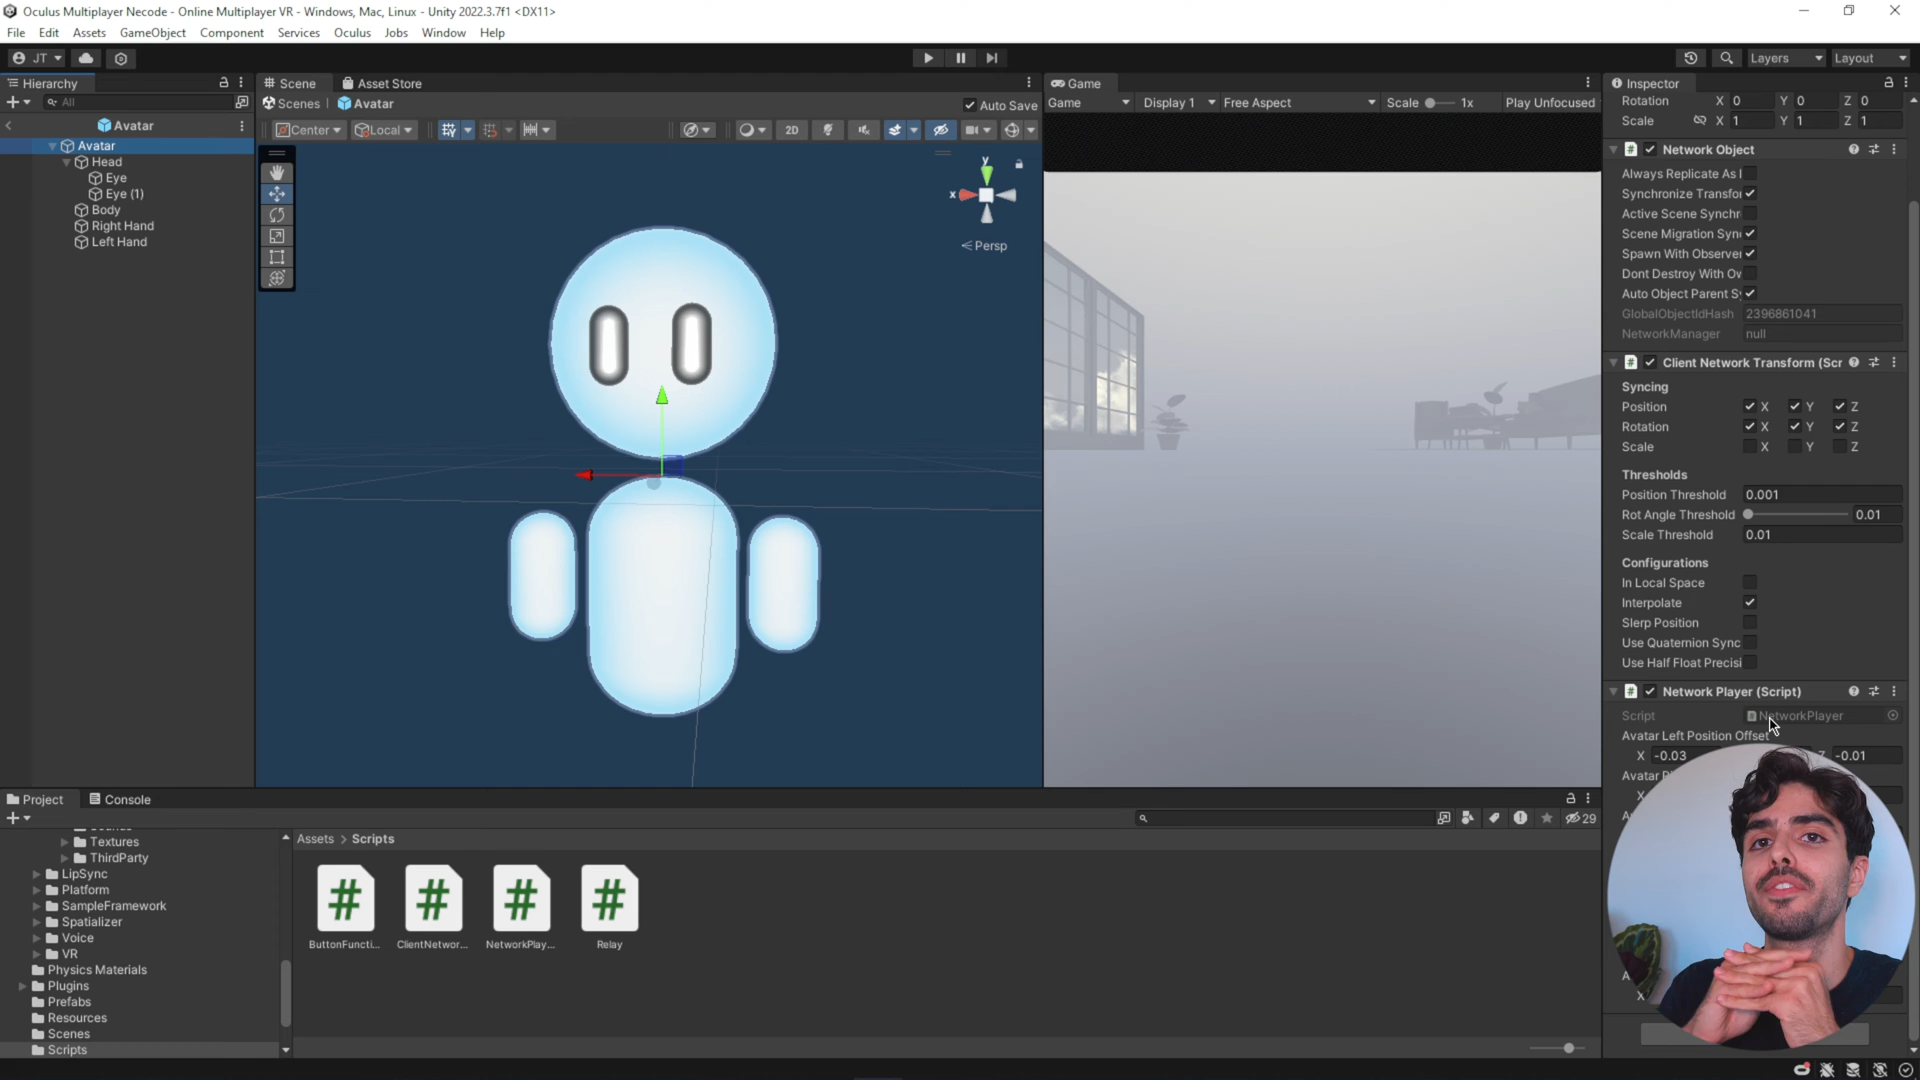 Oculus Multiplayer Necode - Online Multiplayer VR - Windows, Mac, Linux - Unity 2022.3.7f1 <DX11>
File Edit Assets GameObject Component Services Oculus Jobs Window Help
JT Layers Layout
Hierarchy
All
Avatar
Avatar
Head
Eye
Eye (1)
Body
Right Hand
Left Hand
Scene Asset Store
Scenes Avatar Auto Save
Center Local 2D
y
x
Persp
Game
Game Display 1 Free Aspect Scale 1x Play Unfocused
Inspector
Rotation X 0 Y 0 Z 0
Scale X 1 Y 1 Z 1
Network Object
Always Replicate As
Synchronize Transfo
Active Scene Synchr
Scene Migration Syn
Spawn With Observe
Dont Destroy With Ov
Auto Object Parent S
GlobalObjectIdHash 2396861041
NetworkManager null
Client Network Transform (Scr
Syncing
Position X Y Z
Rotation X Y Z
Scale X Y Z
Thresholds
Position Threshold 0.001
Rot Angle Threshold 0.01
Scale Threshold 0.01
Configurations
In Local Space
Interpolate
Slerp Position
Use Quaternion Sync
Use Half Float Precisi
Network Player (Script)
Script NetworkPlayer
Avatar Left Position Offset
X -0.03 Z -0.01
Avatar
X
X
Project Console
29
Textures
ThirdParty
LipSync
Platform
SampleFramework
Spatializer
Voice
VR
Physics Materials
Plugins
Prefabs
Resources
Scenes
Scripts
Assets > Scripts
ButtonFuncti... ClientNetwor... NetworkPlay... Relay